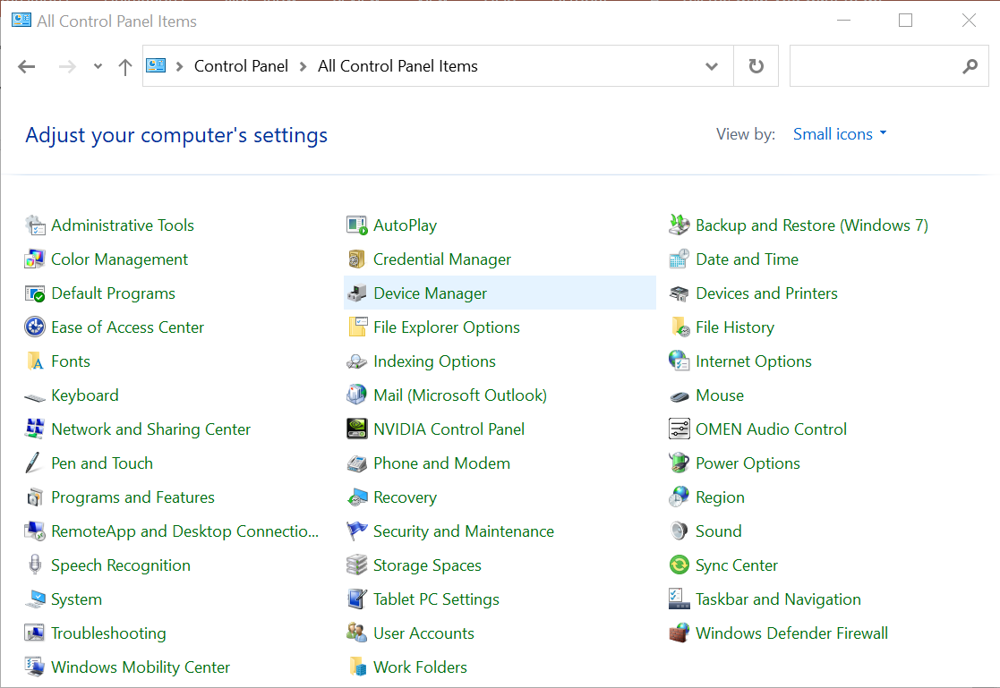 All Control Panel Items
Control Panel > All Control Panel Items
Adjust your computer's settings
View by: Small icons
Administrative Tools
AutoPlay
Backup and Restore (Windows 7)
Color Management
Credential Manager
Date and Time
Default Programs
Device Manager
Devices and Printers
Ease of Access Center
File Explorer Options
File History
Fonts
Indexing Options
Internet Options
Keyboard
Mail (Microsoft Outlook)
Mouse
Network and Sharing Center
NVIDIA Control Panel
OMEN Audio Control
Pen and Touch
Phone and Modem
Power Options
Programs and Features
Recovery
Region
RemoteApp and Desktop Connectio...
Security and Maintenance
Sound
Speech Recognition
Storage Spaces
Sync Center
System
Tablet PC Settings
Taskbar and Navigation
Troubleshooting
User Accounts
Windows Defender Firewall
Windows Mobility Center
Work Folders